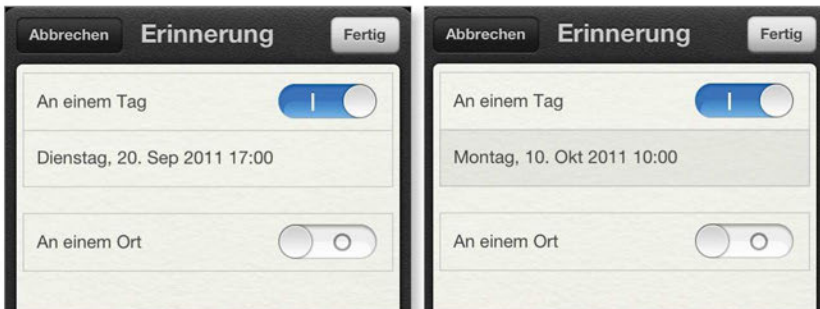 Abbrechen Erinnerung Fertig
An einem Tag
Dienstag, 20. Sep 2011 17:00
An einem Ort
Abbrechen Erinnerung Fertig
An einem Tag
Montag, 10. Okt 2011 10:00
An einem Ort